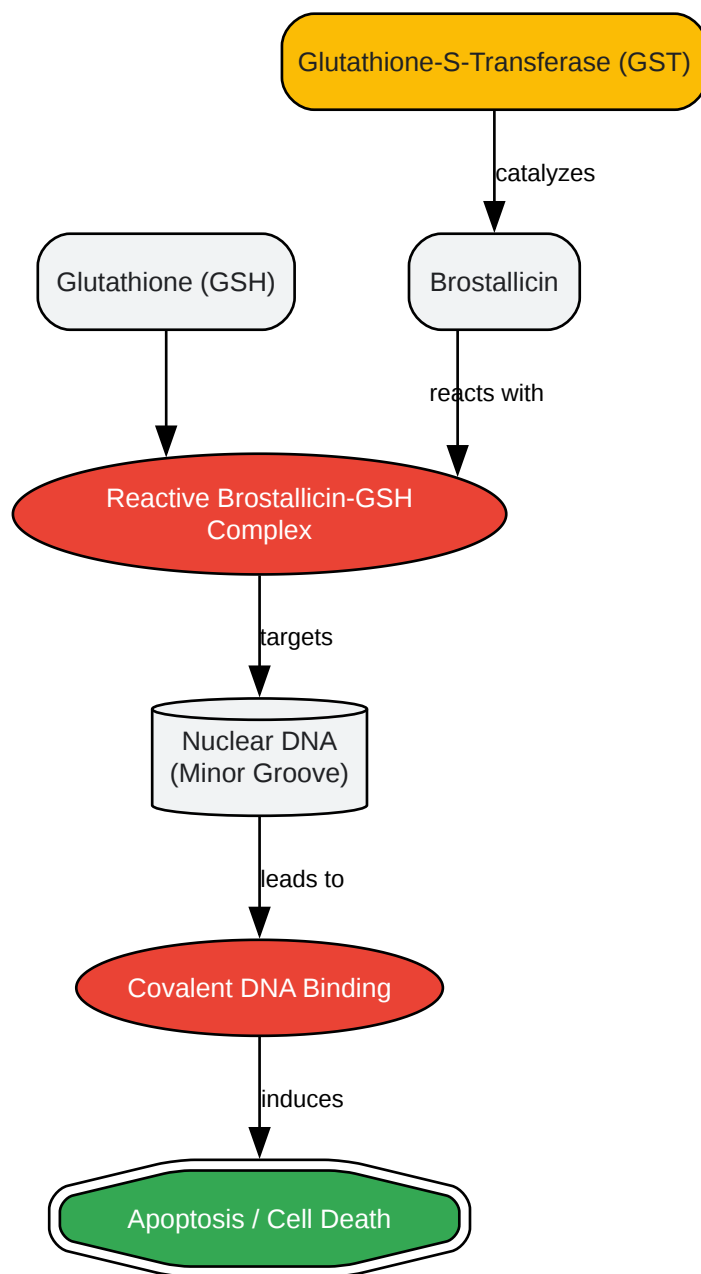 Glutathione-S-Transferase (GST)
catalyzes
Glutathione (GSH)
Brostallicin
reacts with
Reactive Brostallicin-GSH
Complex
targets
Nuclear DNA
(Minor Groove)
leads to
Covalent DNA Binding
induces
Apoptosis / Cell Death